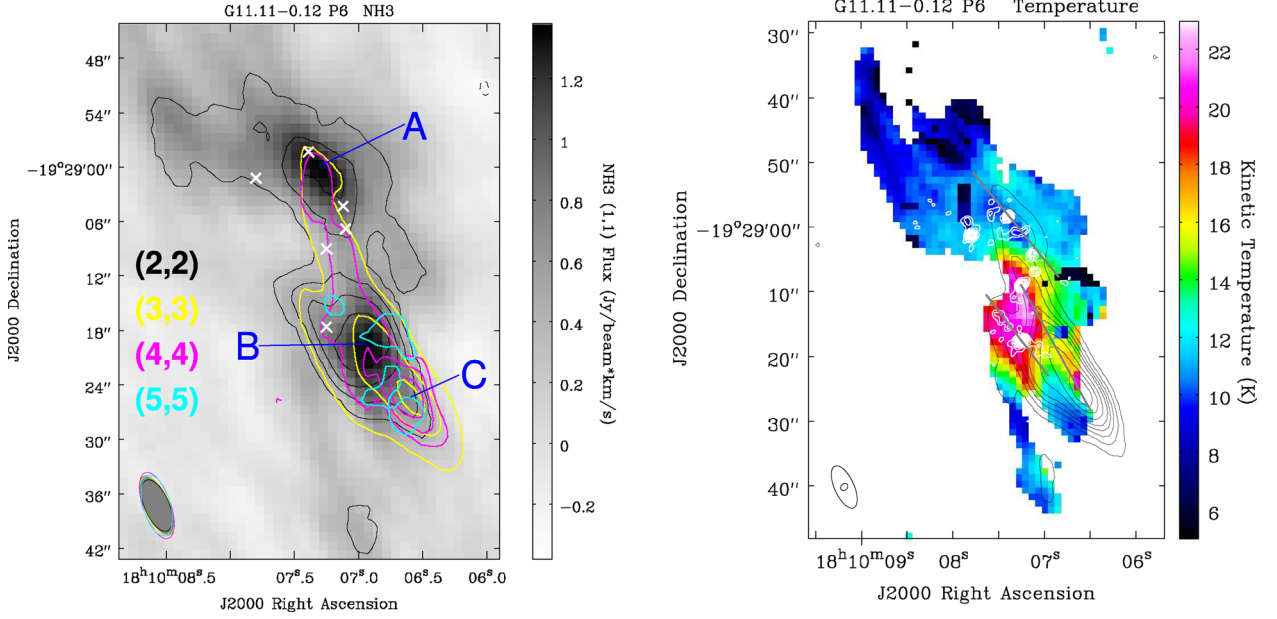 G11.11−0.12 P6 NH3
48″
54″
−19°29′00″
06″
12″
18″
24″
30″
36″
42″
J2000 Declination
A
B
C
(2,2)
(3,3)
(4,4)
(5,5)
18ʰ10ᵐ08ˢ.5
07ˢ.5
07ˢ.0
06ˢ.5
06ˢ.0
J2000 Right Ascension
1.2
1
0.8
0.6
0.4
0.2
0
−0.2
NH3 (1,1) Flux (Jy/beam*km/s)
G11.11−0.12 P6 Temperature
30″
40″
50″
−19°29′00″
10″
20″
30″
40″
J2000 Declination
18ʰ10ᵐ09ˢ
08ˢ
07ˢ
06ˢ
J2000 Right Ascension
22
20
18
16
14
12
10
8
6
Kinetic Temperature (K)